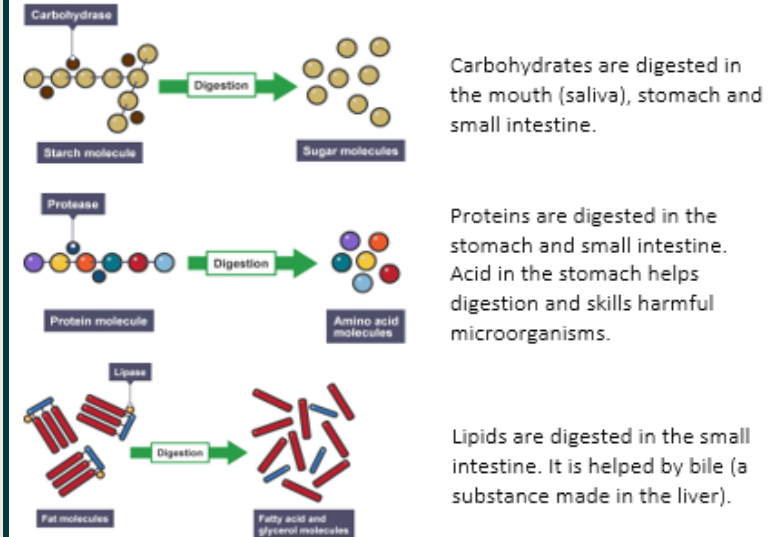 Carbohydrase
Digestion
Starch molecule
Sugar molecules
Carbohydrates are digested in
the mouth (saliva), stomach and
small intestine.
Protease
Digestion
Protein molecule
Amino acid
molecules
Proteins are digested in the
stomach and small intestine.
Acid in the stomach helps
digestion and skills harmful
microorganisms.
Lipase
Digestion
Fat molecules
Fatty acid and
glycerol molecules
Lipids are digested in the small
intestine. It is helped by bile (a
substance made in the liver).